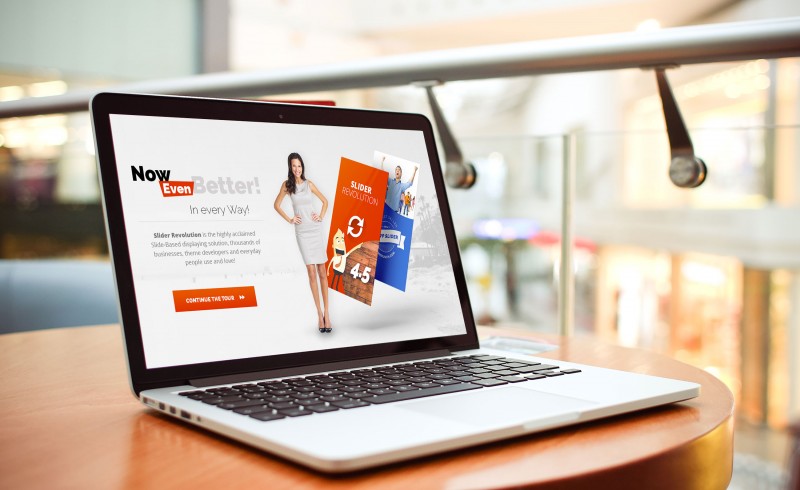 Now
Even Better!
In every Way!
Slider Revolution is the highly acclaimed
Slide-Based displaying solution, thousands of
businesses, theme developers and everyday
people use and love!
CONTINUE THE TOUR
SLIDER
REVOLUTION
4.5
SLIDER